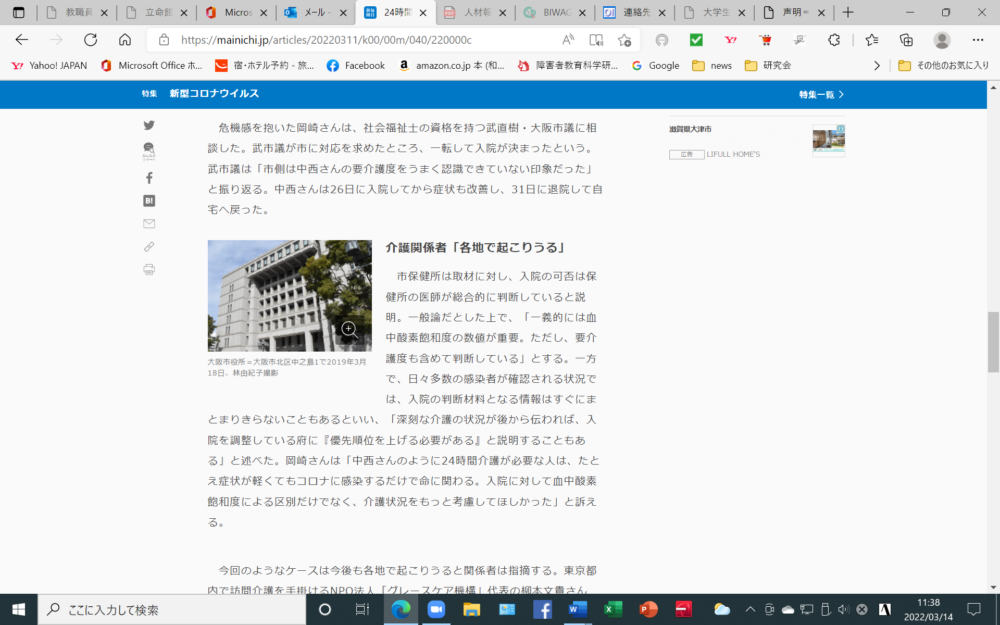 教職員
立命館
Micros
メール -
24時間
人材報
BIWAG
連絡先
大学生
声明=
https://mainichi.jp/articles/20220311/k00/00m/040/220000c
Yahoo! JAPAN
Microsoft Office ホ...
宿・ホテル予約 - 旅...
Facebook
amazon.co.jp 本 (和...
障害者教育科学研...
Google
news
研究会
その他のお気に入り
特集 新型コロナウイルス
特集一覧
みんなの
ツイート
B!
危機感を抱いた岡崎さんは、社会福祉士の資格を持つ武直樹・大阪市議に相
談した。武市議が市に対応を求めたところ、一転して入院が決まったという。
武市議は「市側は中西さんの要介護度をうまく認識できていない印象だった」
と振り返る。中西さんは26日に入院してから症状も改善し、31日に退院して自
宅へ戻った。
滋賀県大津市
広告 LIFULL HOME'S
大阪市役所＝大阪市北区中之島1で2019年3月
18日、林由紀子撮影
介護関係者「各地で起こりうる」
市保健所は取材に対し、入院の可否は保
健所の医師が総合的に判断していると説
明。一般論だとした上で、「一義的には血
中酸素飽和度の数値が重要。ただし、要介
護度も含めて判断している」とする。一方
で、日々多数の感染者が確認される状況で
は、入院の判断材料となる情報はすぐにま
とまりきらないこともあるといい、「深刻な介護の状況が後から伝われば、入
院を調整している府に『優先順位を上げる必要がある』と説明することもあ
る」と述べた。岡崎さんは「中西さんのように24時間介護が必要な人は、たと
え症状が軽くてもコロナに感染するだけで命に関わる。入院に対して血中酸素
飽和度による区別だけでなく、介護状況をもっと考慮してほしかった」と訴え
る。
今回のようなケースは今後も各地で起こりうると関係者は指摘する。東京都
内で訪問介護を手掛けるNPO法人「グレースケア機構」代表の柳本文貴さん
ここに入力して検索
11:38
2022/03/14